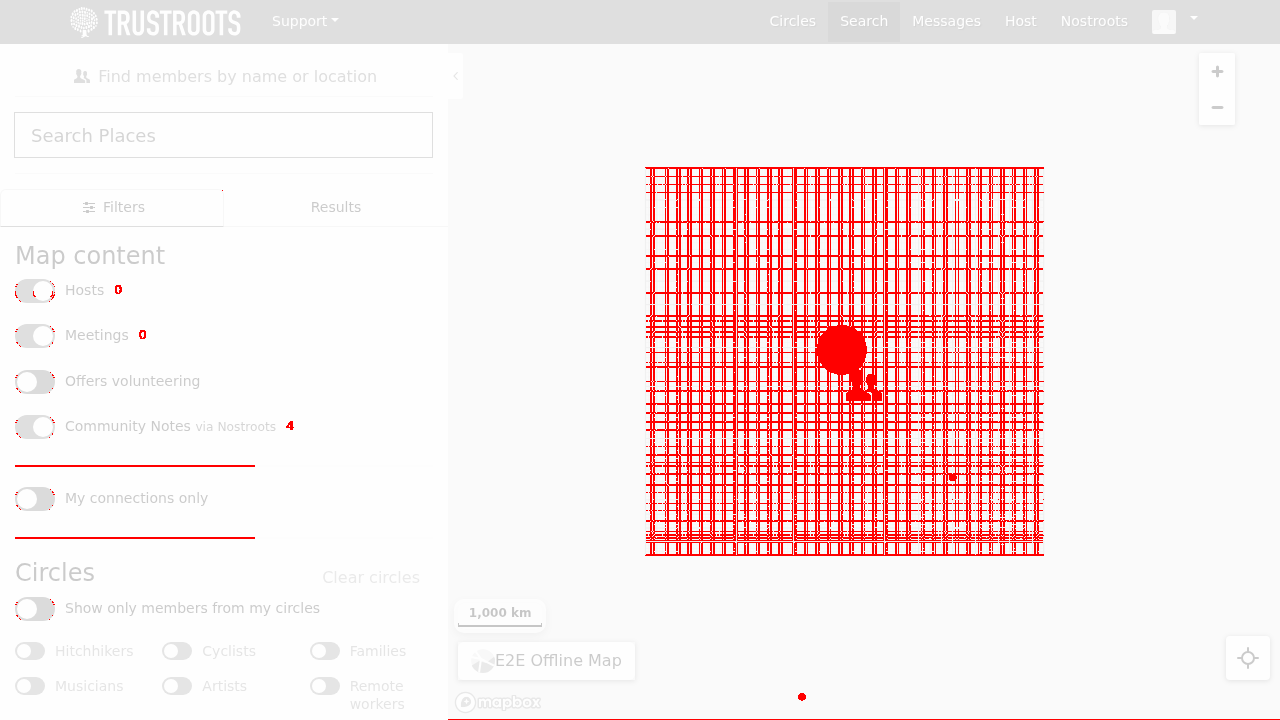 TRUSTROOTS Support Circles Search Messages Host Nostroots
Find members by name or location
Search Places
Filters Results
Map content
Hosts 0
Meetings 0
Offers volunteering
Community Notes via Nostroots 4
My connections only
Circles Clear circles
Show only members from my circles
Hitchhikers Cyclists Families
Musicians Artists Remote
workers
1,000 km
E2E Offline Map
mapbox